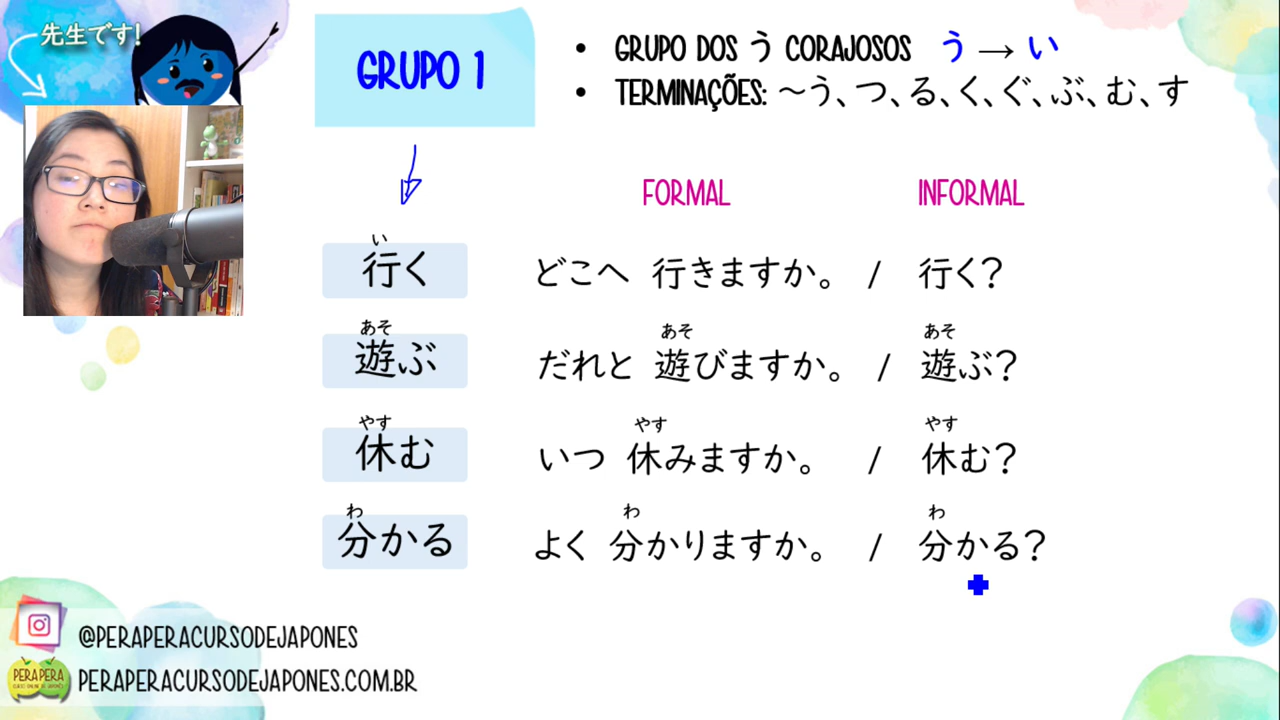 先生です!
GRUPO 1
• GRUPO DOS う CORAJOSOS う → い
• TERMINAÇÕES: ～う、つ、る、く、ぐ、ぶ、む、す
FORMAL INFORMAL
い
行く どこへ 行きますか。 / 行く?
あそ あそ あそ
遊ぶ だれと 遊びますか。 / 遊ぶ?
やす やす やす
休む いつ 休みますか。 / 休む?
わ わ わ
分かる よく 分かりますか。 / 分かる?
@PERAPERACURSODEJAPONES
PERA PERA
PERAPERACURSODEJAPONES.COM.BR